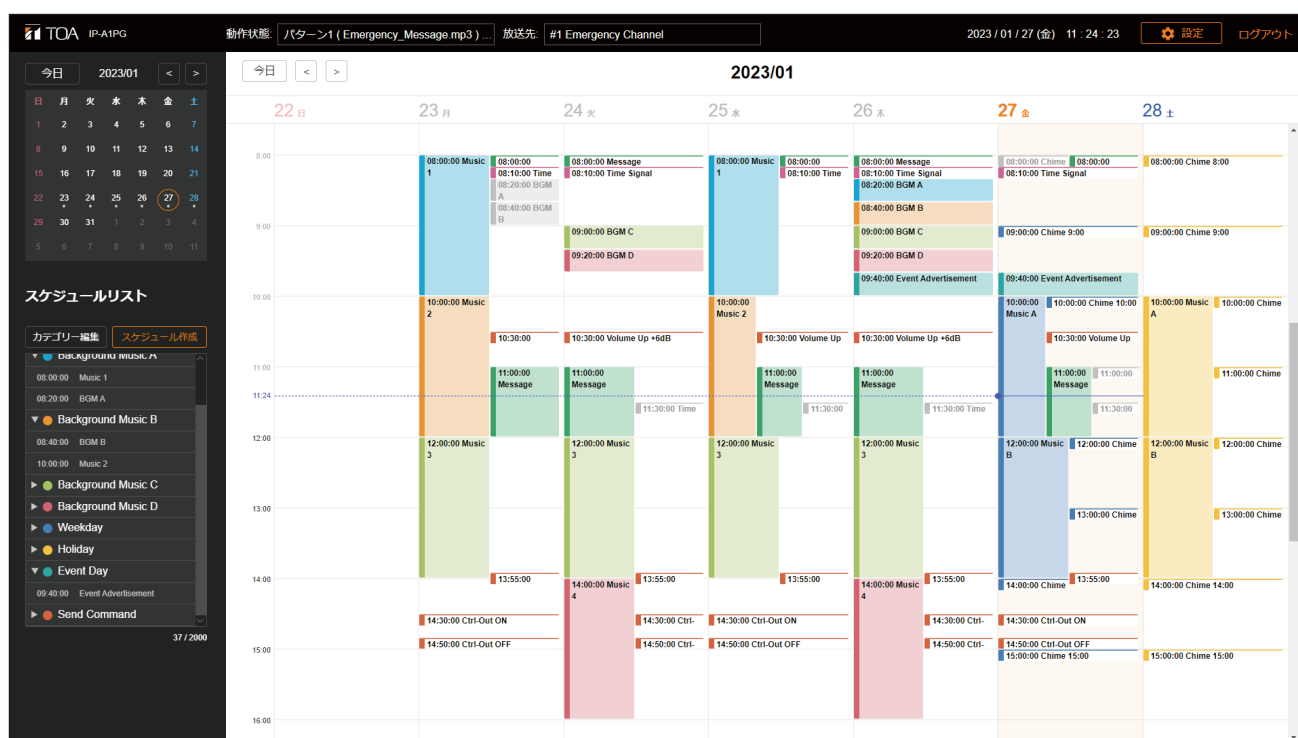 TOA IP-A1PG
動作状態: パターン1 ( Emergency_Message.mp3 ) ... 放送先: #1 Emergency Channel
2023 / 01 / 27 (金) 11 : 24 : 23
設定
ログアウト
今日 2023/01 < >
日 月 火 水 木 金 土
1 2 3 4 5 6 7
8 9 10 11 12 13 14
15 16 17 18 19 20 21
22 23 24 25 26 27 28
29 30 31 1 2 3 4
5 6 7 8 9 10 11
スケジュールリスト
カテゴリー編集 スケジュール作成
Background Music A
08:00:00 Music 1
08:20:00 BGM A
Background Music B
08:40:00 BGM B
10:00:00 Music 2
Background Music C
Background Music D
Weekday
Holiday
Event Day
09:40:00 Event Advertisement
Send Command
37 / 2000
今日 < > 2023/01
22 日 23 月 24 火 25 水 26 木 27 金 28 土
8:00
9:00
10:00
11:00
11:24
12:00
13:00
14:00
15:00
16:00
08:00:00 Music
1
08:00:00
08:10:00 Time
08:20:00 BGM
A
08:40:00 BGM
B
10:00:00 Music
2
10:30:00
11:00:00
Message
12:00:00 Music
3
13:55:00
14:30:00 Ctrl-Out ON
14:50:00 Ctrl-Out OFF
08:00:00 Message
08:10:00 Time Signal
09:00:00 BGM C
09:20:00 BGM D
10:30:00 Volume Up +6dB
11:00:00
Message
11:30:00 Time
12:00:00 Music
3
14:00:00 Music
4
13:55:00
14:30:00 Ctrl-
14:50:00 Ctrl-
08:00:00 Music
1
08:00:00
08:10:00 Time
10:00:00
Music 2
10:30:00 Volume Up
11:00:00
Message
11:30:00
12:00:00 Music
3
13:55:00
14:30:00 Ctrl-Out ON
14:50:00 Ctrl-Out OFF
08:00:00 Message
08:10:00 Time Signal
08:20:00 BGM A
08:40:00 BGM B
09:00:00 BGM C
09:20:00 BGM D
09:40:00 Event Advertisement
10:30:00 Volume Up +6dB
11:00:00
Message
11:30:00 Time
12:00:00 Music
3
14:00:00 Music
4
13:55:00
14:30:00 Ctrl-
14:50:00 Ctrl-
08:00:00 Chime
08:00:00
08:10:00 Time Signal
09:00:00 Chime 9:00
09:40:00 Event Advertisement
10:00:00
Music A
10:00:00 Chime 10:00
10:30:00 Volume Up
11:00:00
Message
11:00:00
11:30:00
12:00:00 Music
B
12:00:00 Chime
13:00:00 Chime
14:00:00 Chime
13:55:00
14:30:00 Ctrl-Out ON
14:50:00 Ctrl-Out OFF
15:00:00 Chime 15:00
08:00:00 Chime 8:00
09:00:00 Chime 9:00
10:00:00 Music
A
10:00:00 Chime
11:00:00 Chime
12:00:00 Music
B
12:00:00 Chime
13:00:00 Chime
14:00:00 Chime 14:00
15:00:00 Chime 15:00